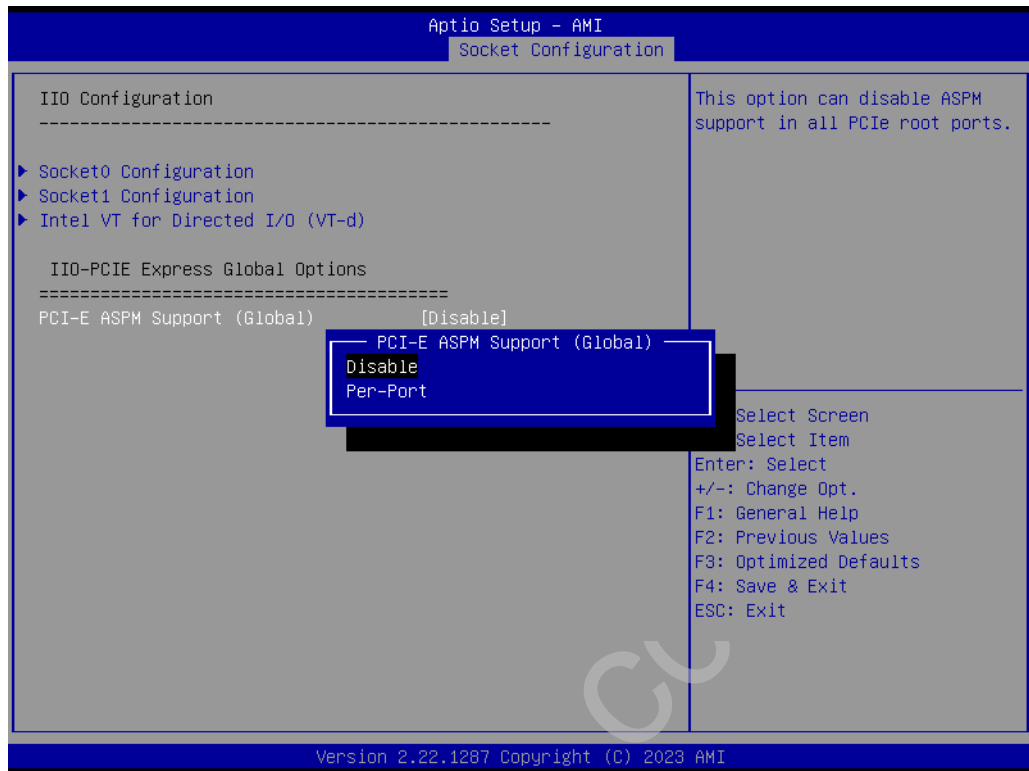 Aptio Setup – AMI
Socket Configuration
IIO Configuration
--------------------------------------------------
Socket0 Configuration
Socket1 Configuration
Intel VT for Directed I/O (VT-d)
IIO-PCIE Express Global Options
========================================
PCI-E ASPM Support (Global) [Disable]
PCI-E ASPM Support (Global)
Disable
Per-Port
This option can disable ASPM
support in all PCIe root ports.
Select Screen
Select Item
Enter: Select
+/-: Change Opt.
F1: General Help
F2: Previous Values
F3: Optimized Defaults
F4: Save & Exit
ESC: Exit
Version 2.22.1287 Copyright (C) 2023 AMI